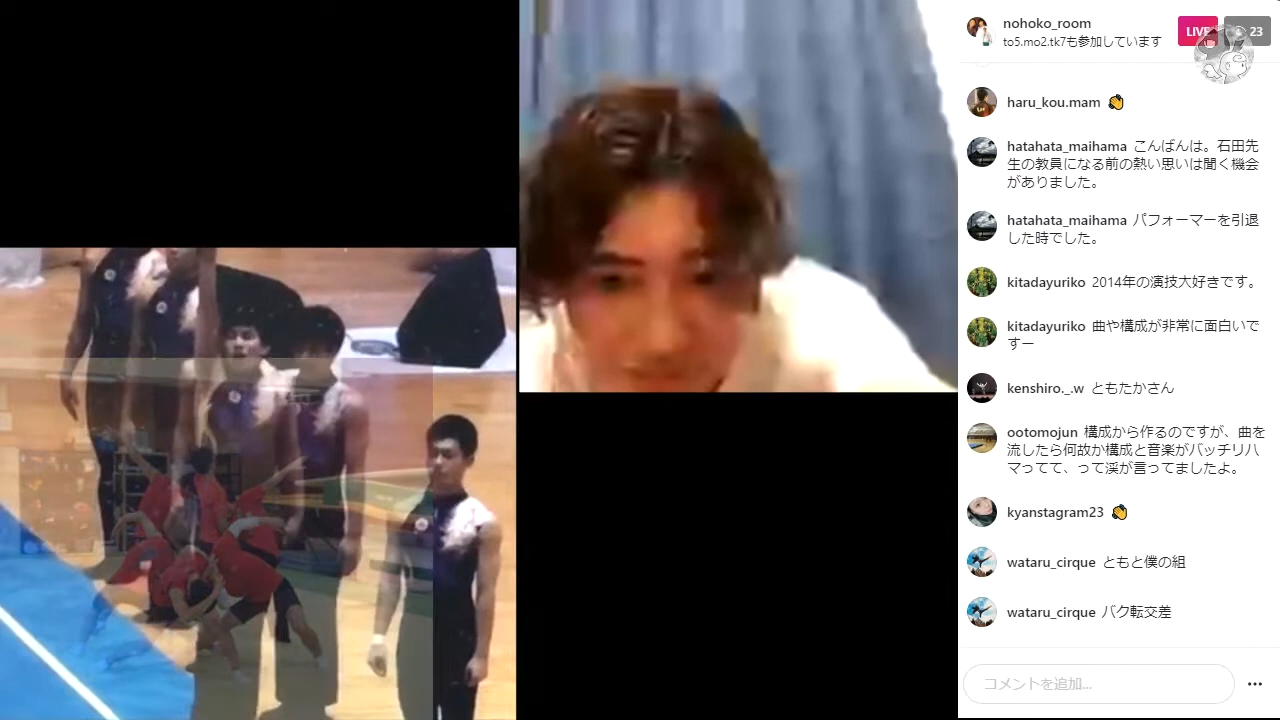 nohoko_room
to5.mo2.tk7も参加しています
LIVE
23
haru_kou.mam
hatahata_maihama こんばんは。石田先
生の教員になる前の熱い思いは聞く機会
がありました。
hatahata_maihama パフォーマーを引退
した時でした。
kitadayuriko 2014年の演技大好きです。
kitadayuriko 曲や構成が非常に面白いで
すー
kenshiro._.w ともたかさん
ootomojun 構成から作るのですが、曲を
流したら何故か構成と音楽がバッチリハ
マってて、って渓が言ってましたよ。
kyanstagram23
wataru_cirque ともと僕の組
wataru_cirque バク転交差
コメントを追加...